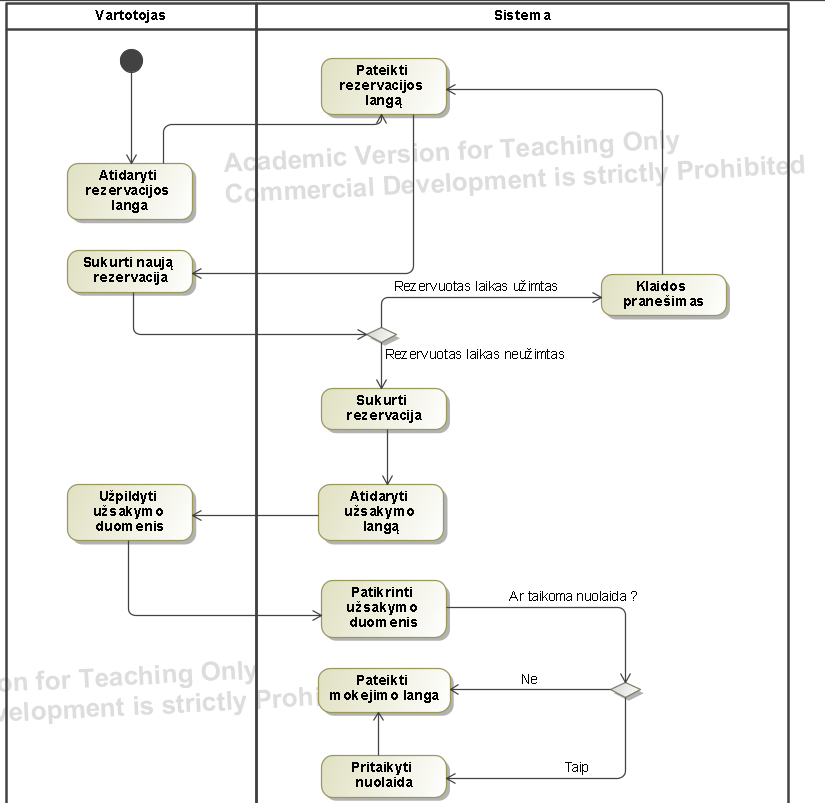 Vartotojas
Sistema
Pateikti
rezervacijos
langą
Academic Version for Teaching Only
Commercial Development is strictly Prohibited
Atidaryti
rezervacijos
langa
Sukurti naują
rezervacija
Rezervuotas laikas užimtas
Klaidos
pranešimas
Rezervuotas laikas neužimtas
Sukurti
rezervacija
Užpildyti
užsakymo
duomenis
Atidaryti
užsakymo
langą
Patikrinti
užsakymo
duomenis
Ar taikoma nuolaida ?
on for Teaching Only
velopment is strictly Prohi
Pateikti
mokejimo langa
Ne
Pritaikyti
nuolaida
Taip